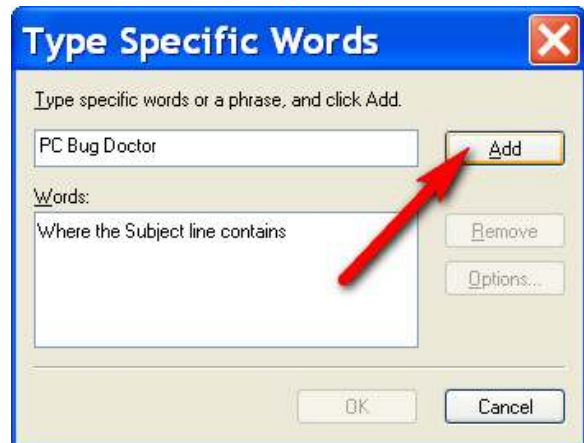 Type Specific Words
Type specific words or a phrase, and click Add.
PC Bug Doctor
Add
Words:
Where the Subject line contains
Remove
Options...
OK
Cancel